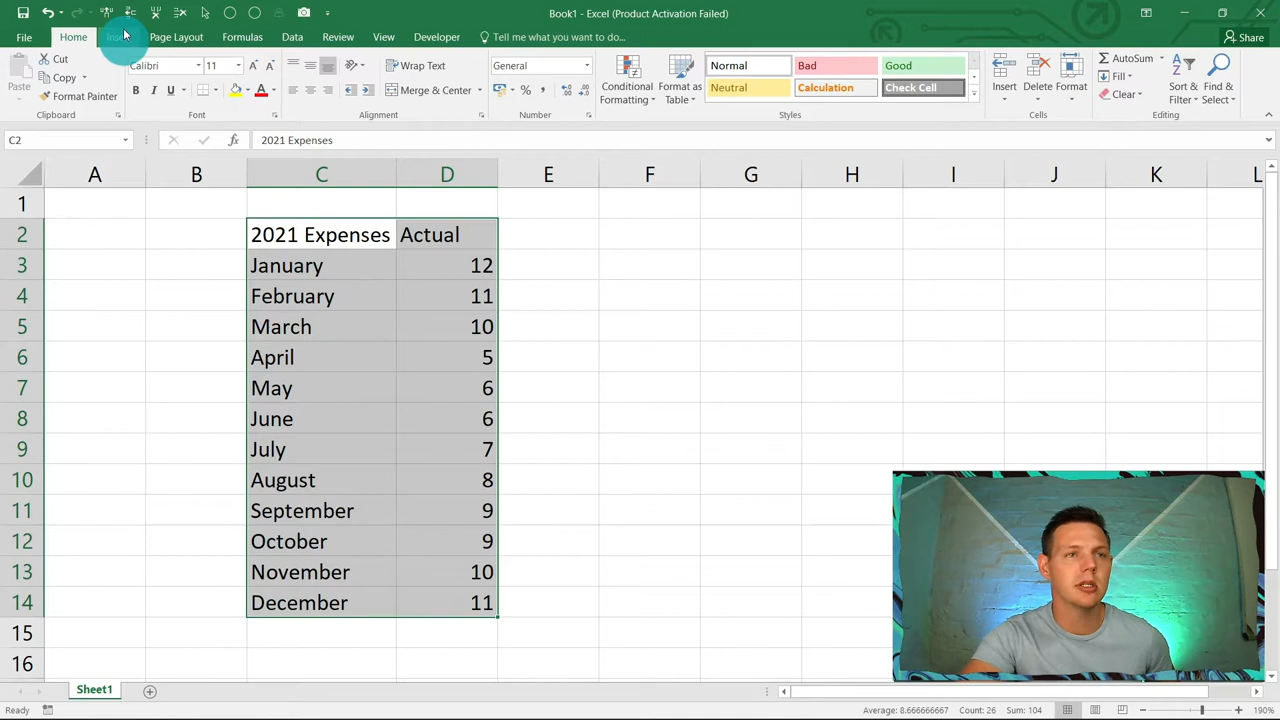 Book1 - Excel (Product Activation Failed)
File Home Insert Page Layout Formulas Data Review View Developer Tell me what you want to do... Share
Paste Cut Copy Format Painter
Clipboard
Calibri 11
B I U
Font
Wrap Text
Merge & Center
Alignment
General
%
Number
Conditional Formatting Format as Table
Normal Bad Good
Neutral Calculation Check Cell
Styles
Insert Delete Format
Cells
AutoSum
Fill
Clear
Sort & Filter Find & Select
Editing
C2 fx 2021 Expenses
A B C D E F G H I J K L
1
2 2021 Expenses Actual
3 January 12
4 February 11
5 March 10
6 April 5
7 May 6
8 June 6
9 July 7
10 August 8
11 September 9
12 October 9
13 November 10
14 December 11
15
16
Sheet1
Ready Average: 8.666666667 Count: 26 Sum: 104 190%